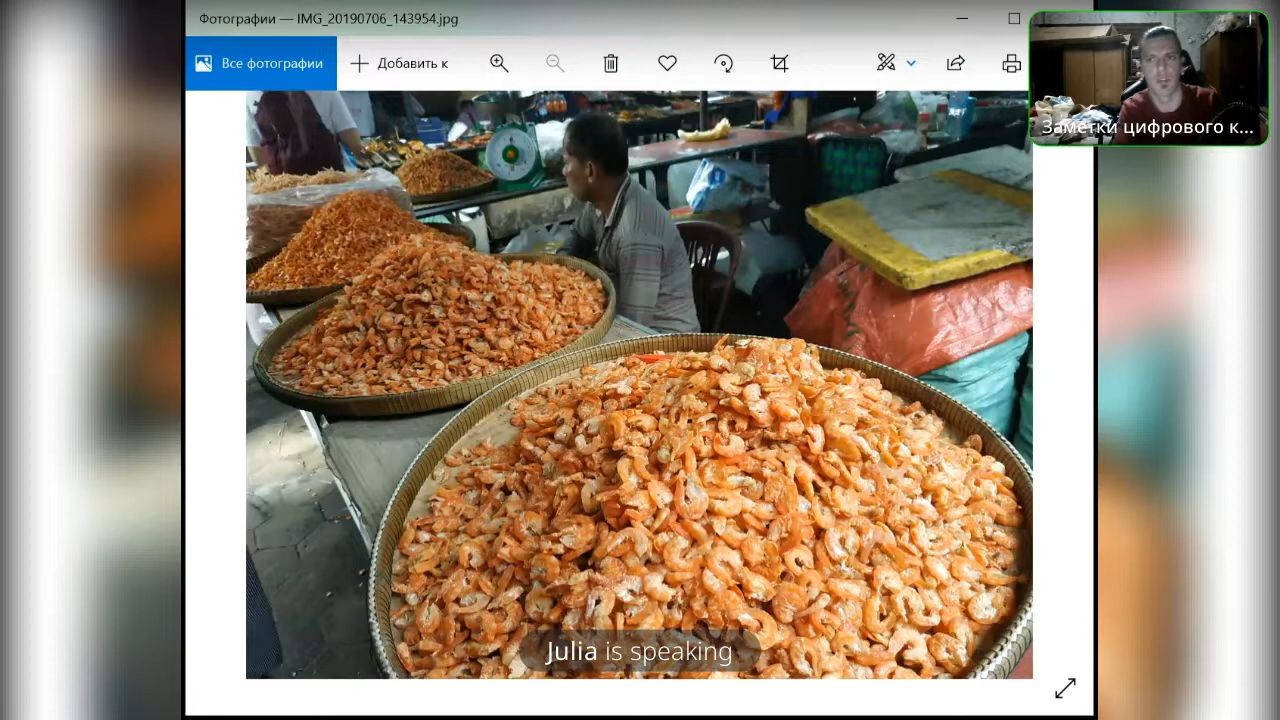 Фотографии — IMG_20190706_143954.jpg
Все фотографии
Добавить к
Заметки цифрового к...
Julia is speaking